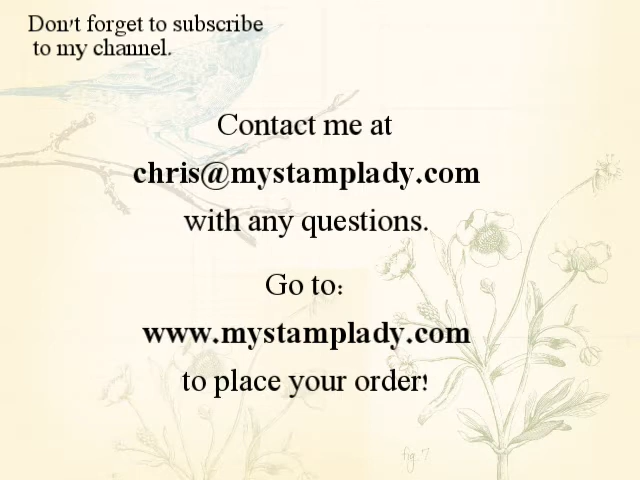 Don't forget to subscribe
to my channel.
Contact me at
chris@mystamplady.com
with any questions.
Go to:
www.mystamplady.com
to place your order!
fig. 7